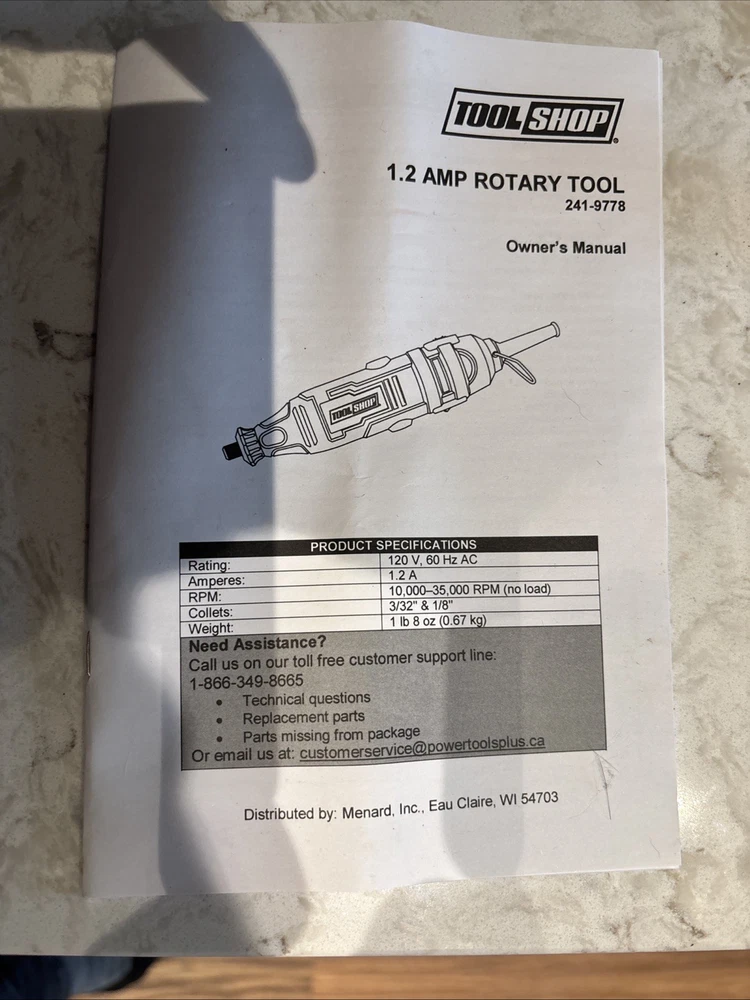 TOOL SHOP®
1.2 AMP ROTARY TOOL
241-9778
Owner's Manual
TOOL SHOP
PRODUCT SPECIFICATIONS
Rating: 120 V, 60 Hz AC
Amperes: 1.2 A
RPM: 10,000–35,000 RPM (no load)
Collets: 3/32" & 1/8"
Weight: 1 lb 8 oz (0.67 kg)
Need Assistance?
Call us on our toll free customer support line:
1-866-349-8665
• Technical questions
• Replacement parts
• Parts missing from package
Or email us at: customerservice@powertoolsplus.ca
Distributed by: Menard, Inc., Eau Claire, WI 54703